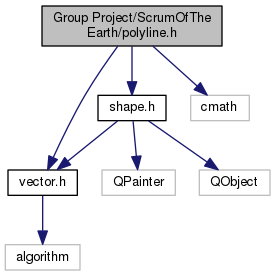 Group Project/ScrumOfThe
Earth/polyline.h
shape.h
cmath
vector.h
QPainter
QObject
algorithm